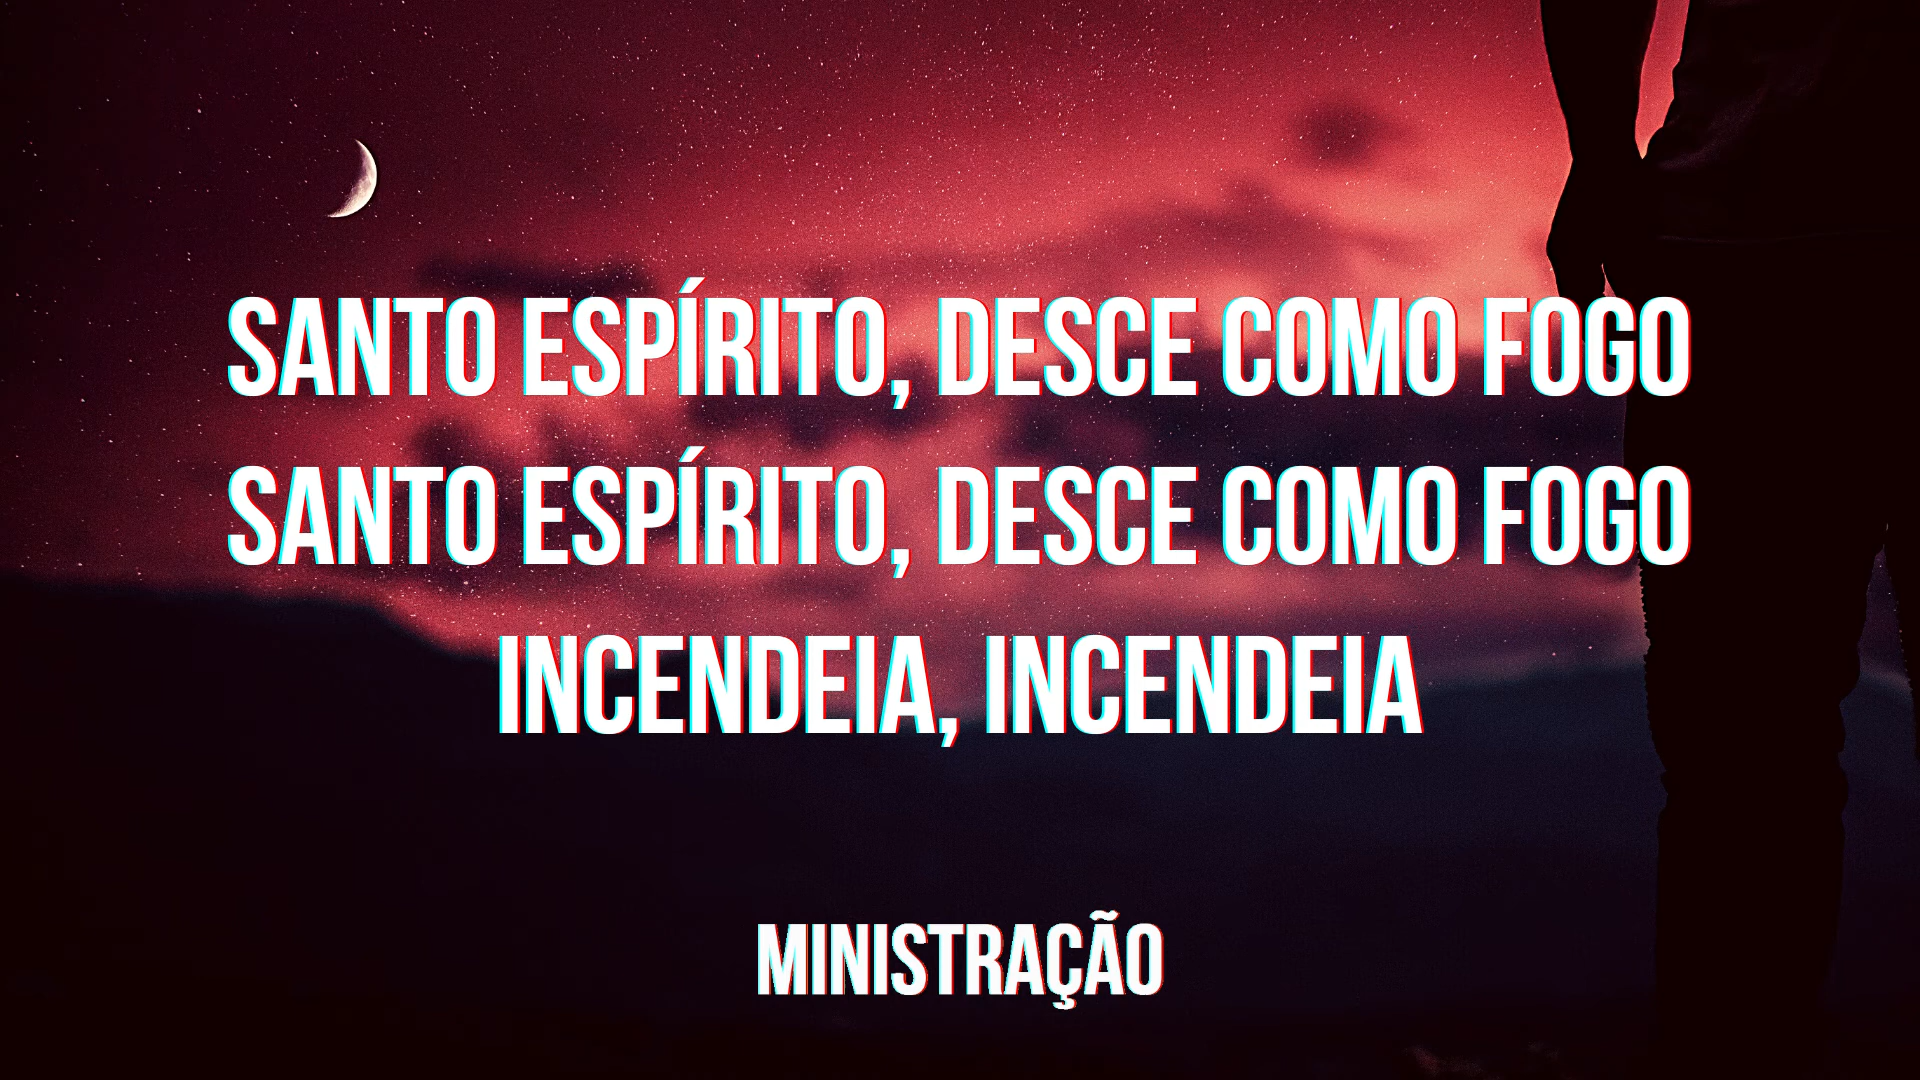 SANTO ESPÍRITO, DESCE COMO FOGO
SANTO ESPÍRITO, DESCE COMO FOGO
INCENDEIA, INCENDEIA
MINISTRAÇÃO